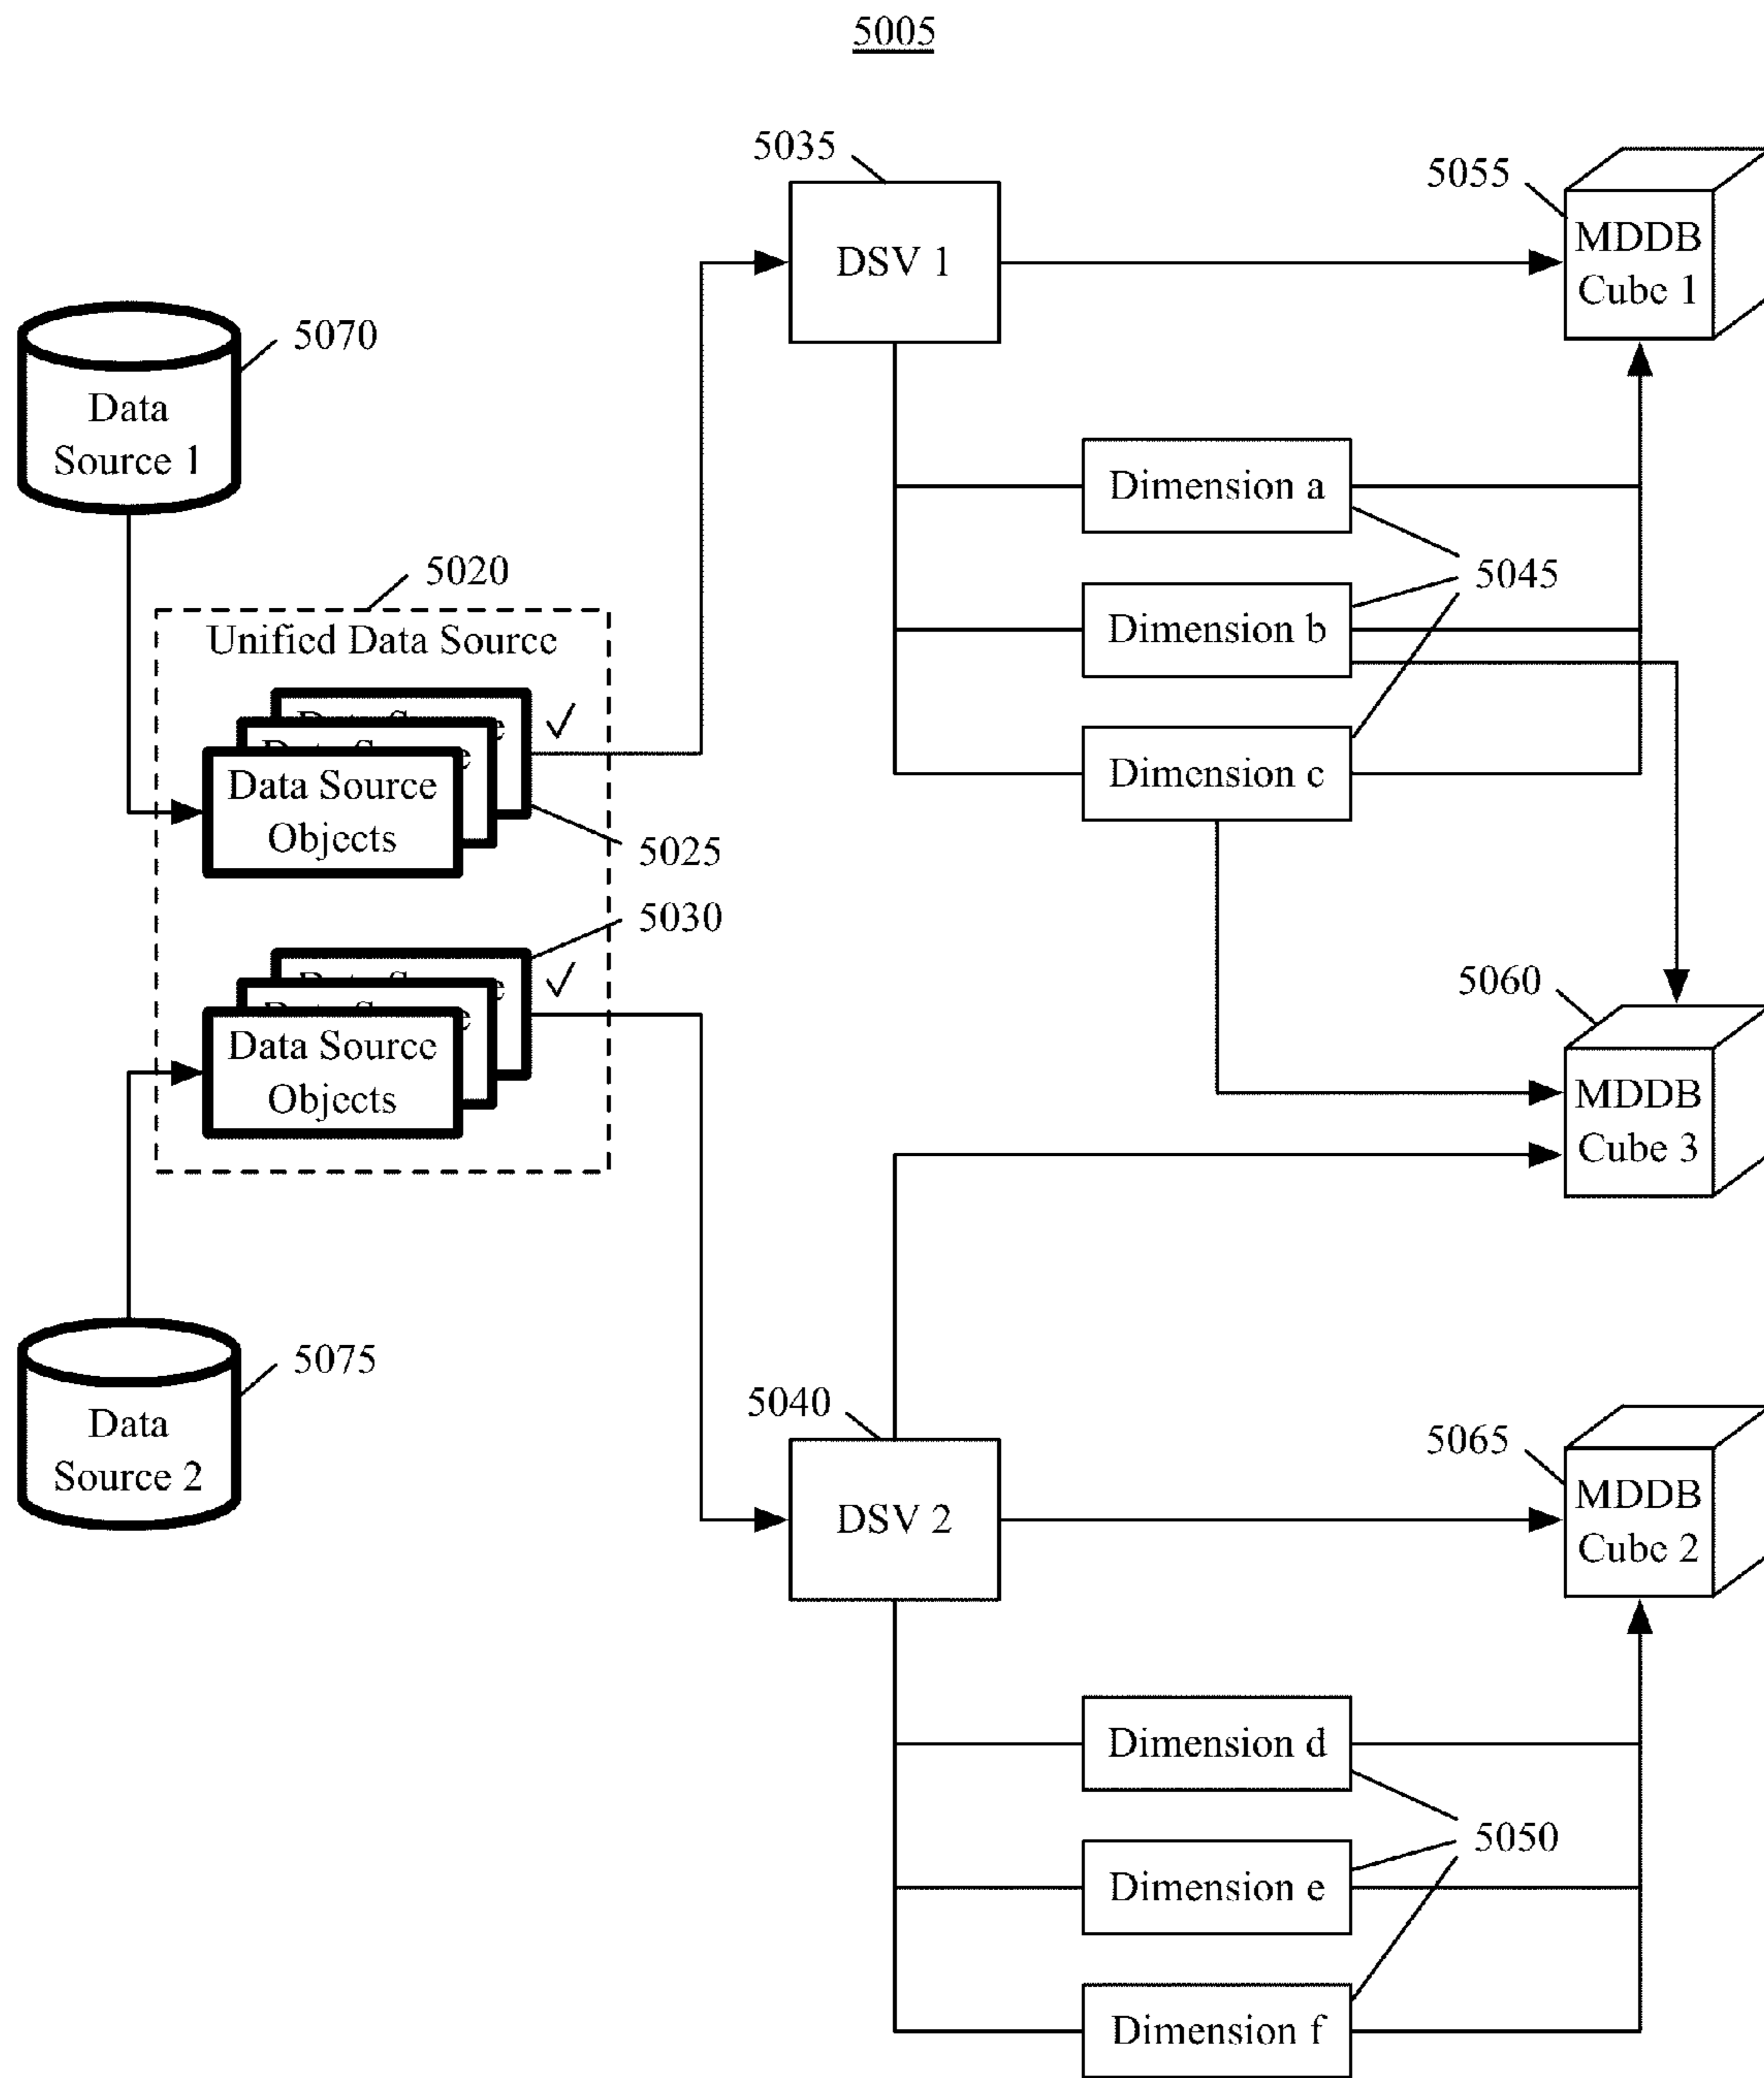 5005
5035
DSV 1
5055
MDDB
Cube 1
5070
Data
Source 1
Dimension a
5045
Dimension b
Dimension c
5020
Unified Data Source
Data Source
Objects
5025
5030
Data Source
Objects
5060
MDDB
Cube 3
5075
Data
Source 2
5040
DSV 2
5065
MDDB
Cube 2
Dimension d
5050
Dimension e
Dimension f